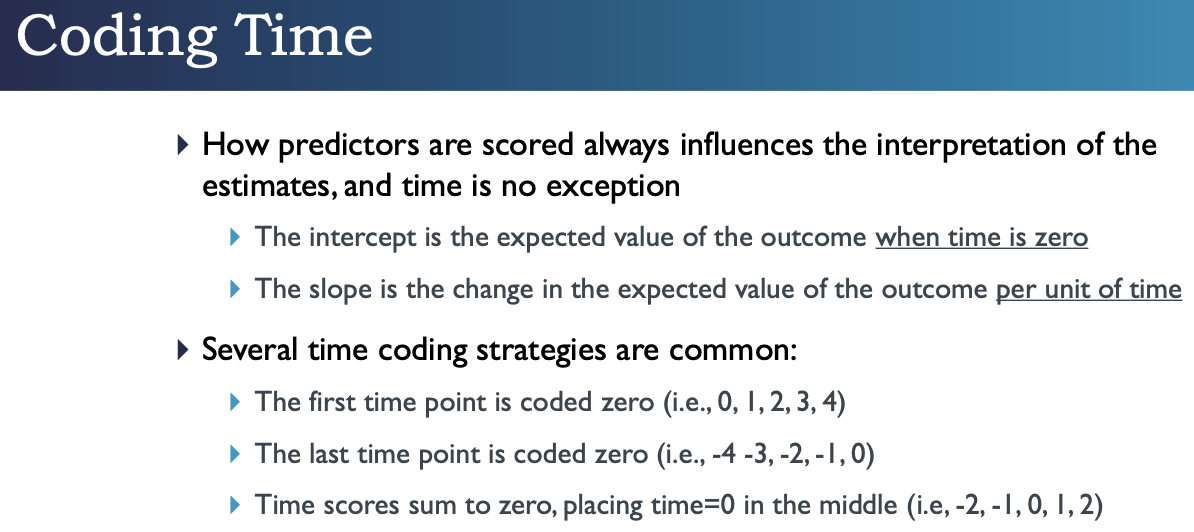 Coding Time
How predictors are scored always influences the interpretation of the
estimates, and time is no exception
The intercept is the expected value of the outcome when time is zero
The slope is the change in the expected value of the outcome per unit of time
Several time coding strategies are common:
The first time point is coded zero (i.e., 0, 1, 2, 3, 4)
The last time point is coded zero (i.e., -4 -3, -2, -1, 0)
Time scores sum to zero, placing time=0 in the middle (i.e, -2, -1, 0, 1, 2)